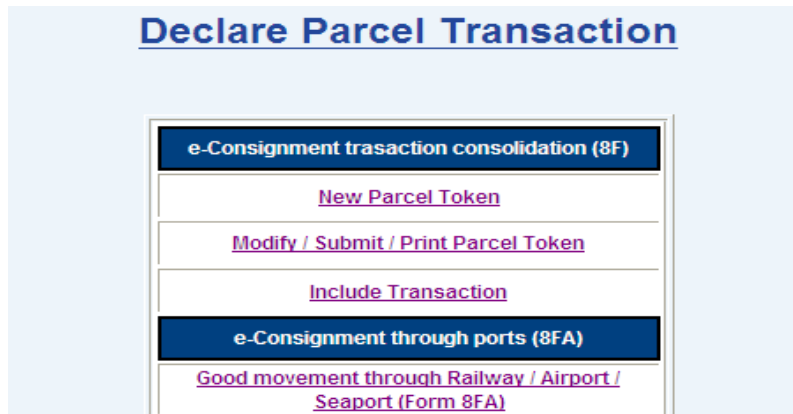 Declare Parcel Transaction
e-Consignment trasaction consolidation (8F)
New Parcel Token
Modify / Submit / Print Parcel Token
Include Transaction
e-Consignment through ports (8FA)
Good movement through Railway / Airport /
Seaport (Form 8FA)